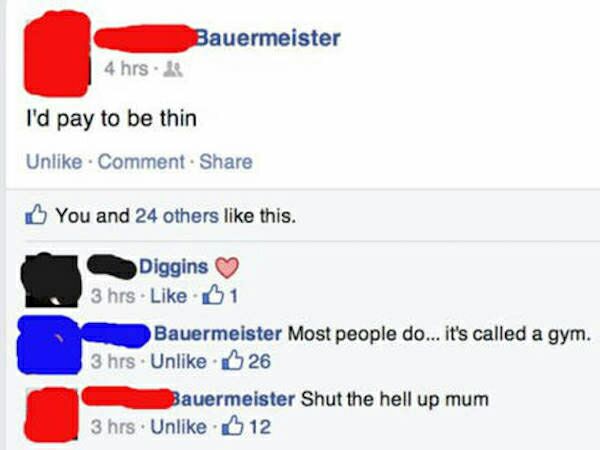 Bauermeister
4 hrs ·
I'd pay to be thin
Unlike · Comment · Share
You and 24 others like this.
Diggins
3 hrs · Like · 1
Bauermeister Most people do... it's called a gym.
3 hrs · Unlike · 26
Bauermeister Shut the hell up mum
3 hrs · Unlike · 12